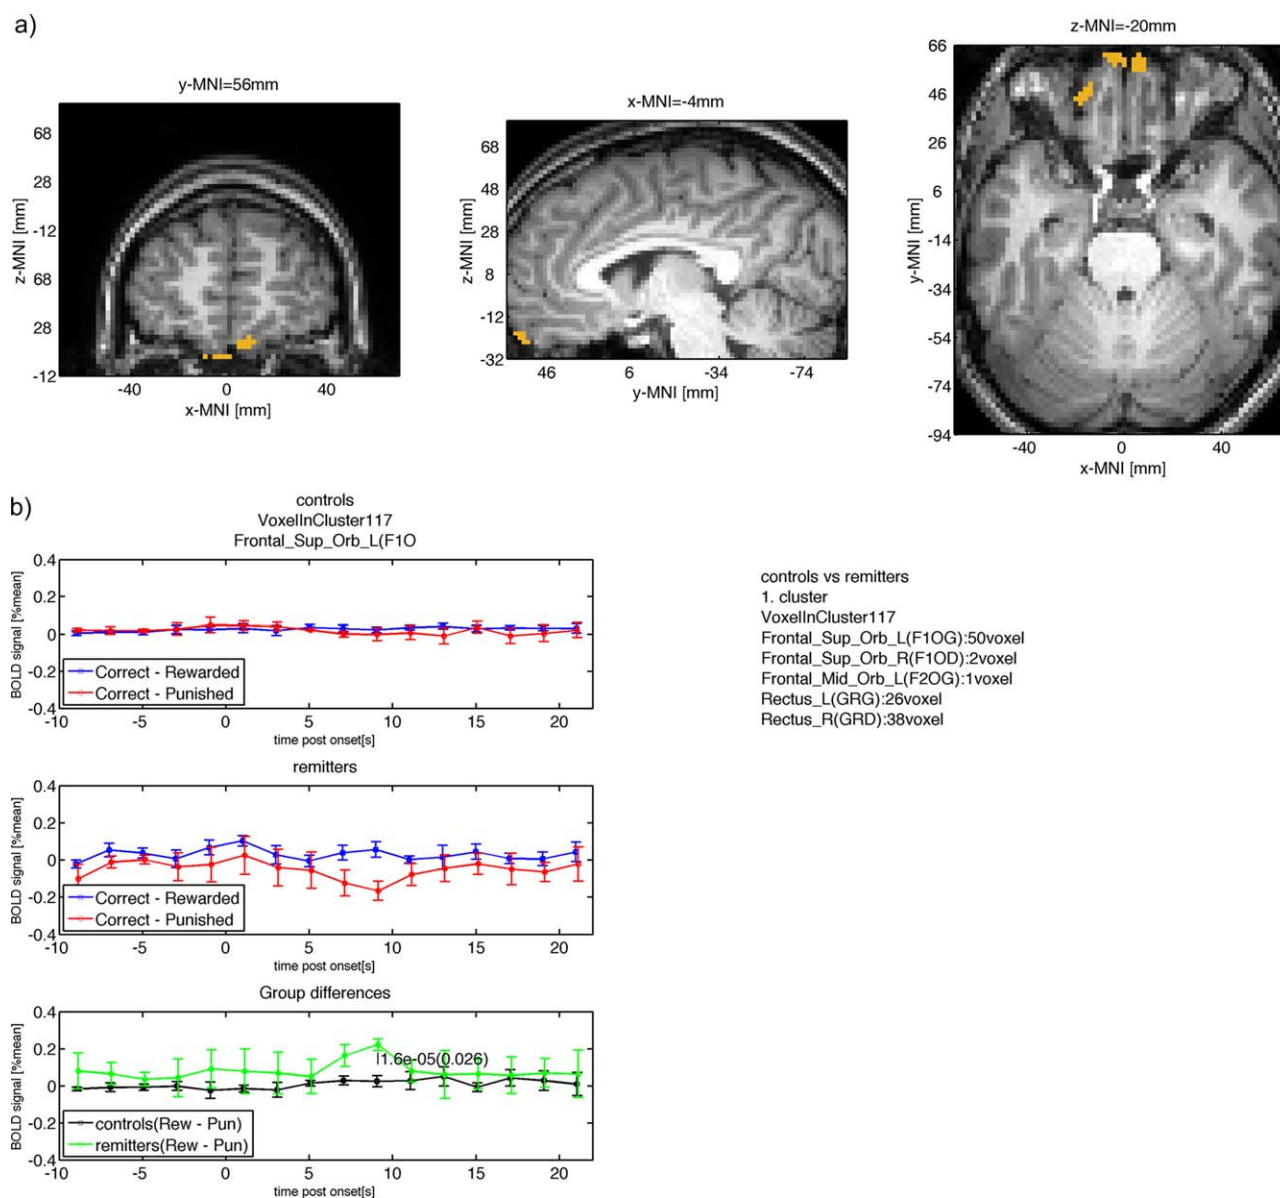 a)
y-MNI=56mm
68
28
-12
68
28
-12
z-MNI [mm]
-40 0 40
x-MNI [mm]
x-MNI=-4mm
68
48
28
8
-12
-32
z-MNI [mm]
46 6 -34 -74
y-MNI [mm]
z-MNI=-20mm
66
46
26
6
-14
-34
-54
-74
-94
y-MNI [mm]
-40 0 40
x-MNI [mm]
b)
controls
VoxelInCluster117
Frontal_Sup_Orb_L(F1O
0.4
0.2
0
-0.2
-0.4
BOLD signal [%mean]
Correct - Rewarded
Correct - Punished
-10 -5 0 5 10 15 20
time post onset[s]
remitters
0.4
0.2
0
-0.2
-0.4
BOLD signal [%mean]
Correct - Rewarded
Correct - Punished
-10 -5 0 5 10 15 20
time post onset[s]
Group differences
0.4
0.2
0
-0.2
-0.4
BOLD signal [%mean]
1.6e-05(0.026)
controls(Rew - Pun)
remitters(Rew - Pun)
-10 -5 0 5 10 15 20
time post onset[s]
controls vs remitters
1. cluster
VoxelInCluster117
Frontal_Sup_Orb_L(F1OG):50voxel
Frontal_Sup_Orb_R(F1OD):2voxel
Frontal_Mid_Orb_L(F2OG):1voxel
Rectus_L(GRG):26voxel
Rectus_R(GRD):38voxel